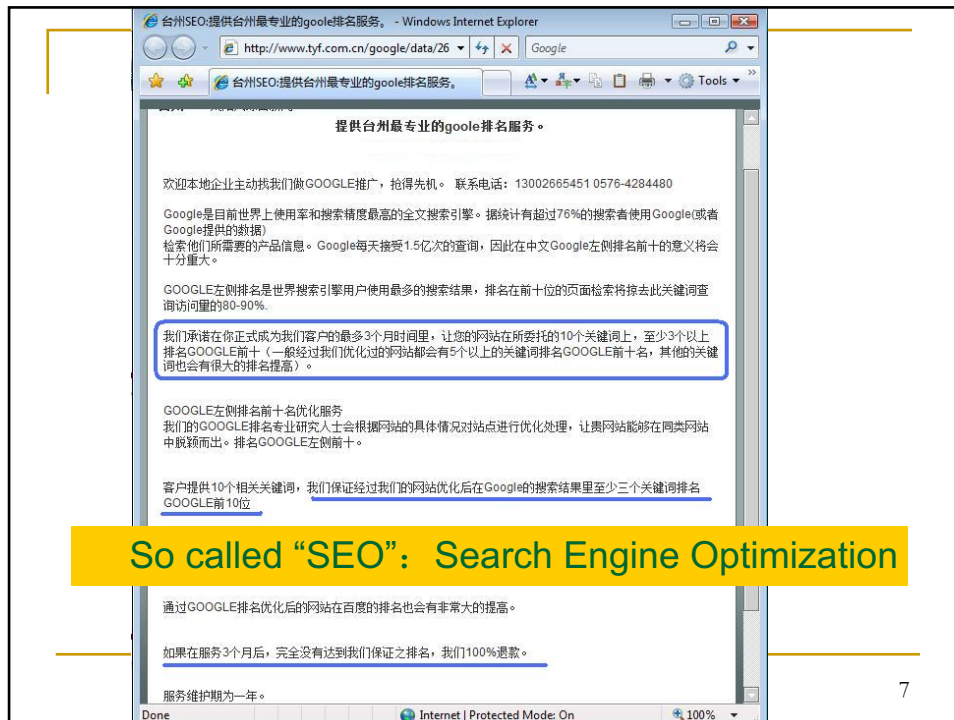 台州SEO:提供台州最专业的goole排名服务。 - Windows Internet Explorer
http://www.tyf.com.cn/google/data/26
Google
台州SEO:提供台州最专业的goole排名服务。
Tools
提供台州最专业的goole排名服务。
欢迎本地企业主动找我们做GOOGLE推广，抢得先机。 联系电话：13002665451 0576-4284480
Google是目前世界上使用率和搜索精度最高的全文搜索引擎。据统计有超过76%的搜索者使用Google(或者
Google提供的数据)
检索他们所需要的产品信息。Google每天接受1.5亿次的查询，因此在中文Google左侧排名前十的意义将会
十分重大。
GOOGLE左侧排名是世界搜索引擎用户使用最多的搜索结果，排名在前十位的页面检索将掠去此关键词查
询访问量的80-90%.
我们承诺在你正式成为我们客户的最多3个月时间里，让您的网站在所委托的10个关键词上，至少3个以上
排名GOOGLE前十（一般经过我们优化过的网站都会有5个以上的关键词排名GOOGLE前十名，其他的关键
词也会有很大的排名提高）。
GOOGLE左侧排名前十名优化服务
我们的GOOGLE排名专业研究人士会根据网站的具体情况对站点进行优化处理，让贵网站能够在同类网站
中脱颖而出。排名GOOGLE左侧前十。
客户提供10个相关关键词，我们保证经过我们的网站优化后在Google的搜索结果里至少三个关键词排名
GOOGLE前10位
So called “SEO”：Search Engine Optimization
通过GOOGLE排名优化后的网站在百度的排名也会有非常大的提高。
如果在服务3个月后，完全没有达到我们保证之排名，我们100%退款。
服务维护期为一年。
7
Done
Internet | Protected Mode: On
100%